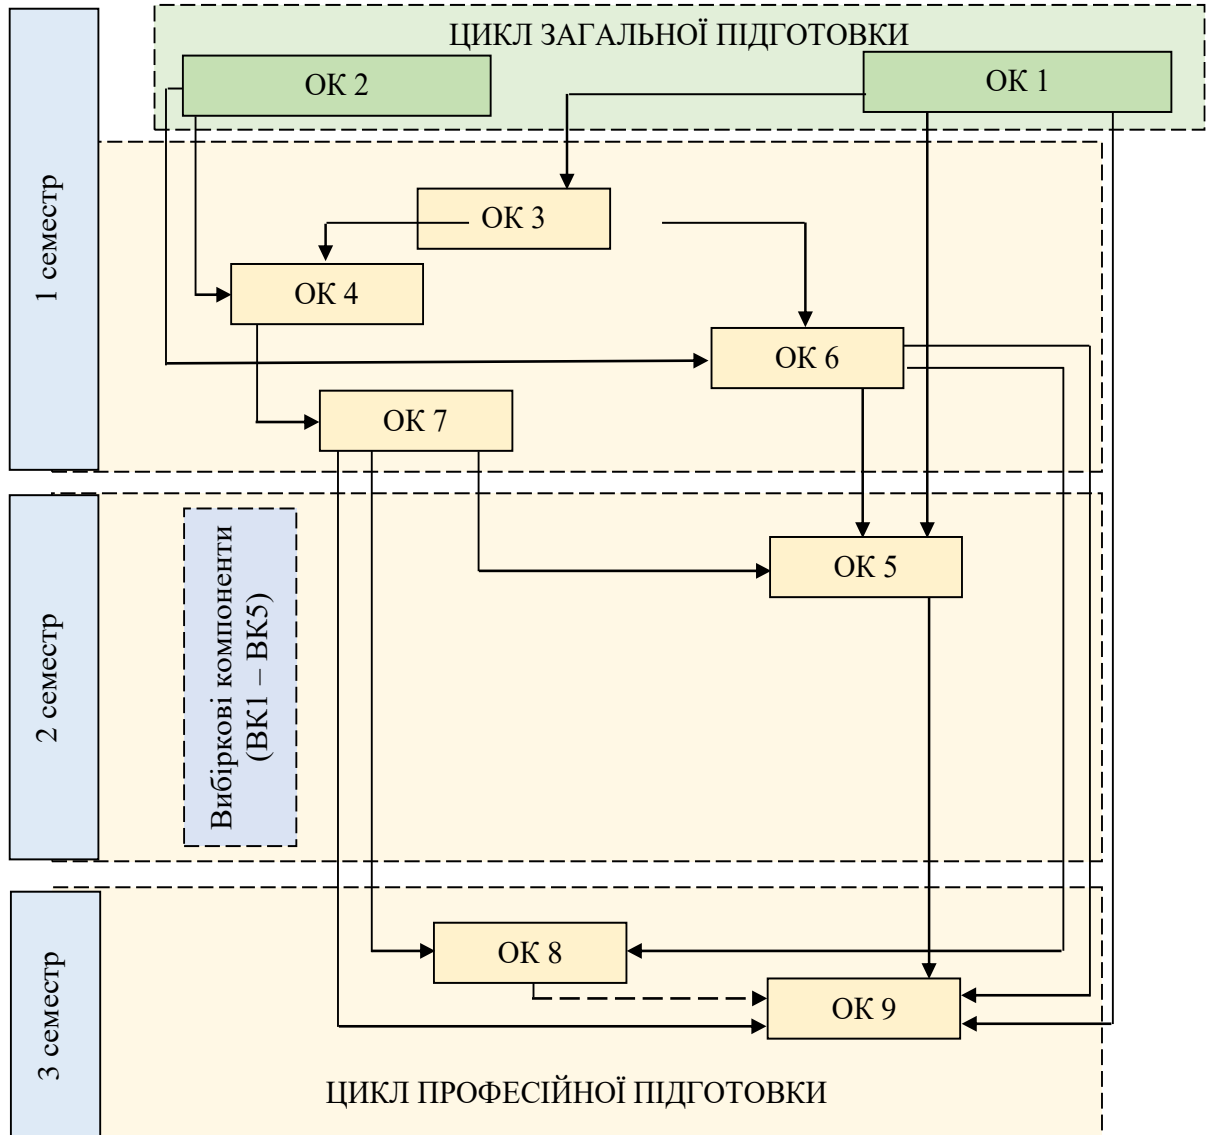 ЦИКЛ ЗАГАЛЬНОЇ ПІДГОТОВКИ
ОК 2
ОК 1
1 семестр
ОК 3
ОК 4
ОК 6
ОК 7
2 семестр
Вибіркові компоненти
(ВК1 – ВК5)
ОК 5
3 семестр
ОК 8
ОК 9
ЦИКЛ ПРОФЕСІЙНОЇ ПІДГОТОВКИ